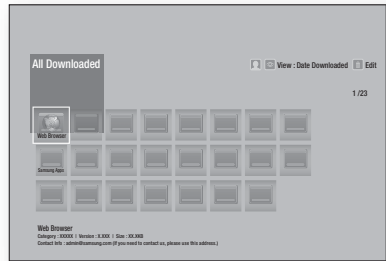 All Downloaded
View : Date Downloaded Edit
1 /23
Web Browser
Samsung Apps
Web Browser
Category : XXXXX | Version : X.XXX | Size : XX.XKB
Contact Info : admin@samsung.com (If you need to contact us, please use this address.)